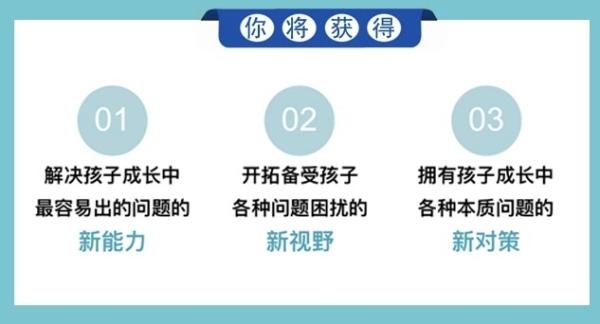 你将获得
01
解决孩子成长中
最容易出的问题的
新能力
02
开拓备受孩子
各种问题困扰的
新视野
03
拥有孩子成长中
各种本质问题的
新对策